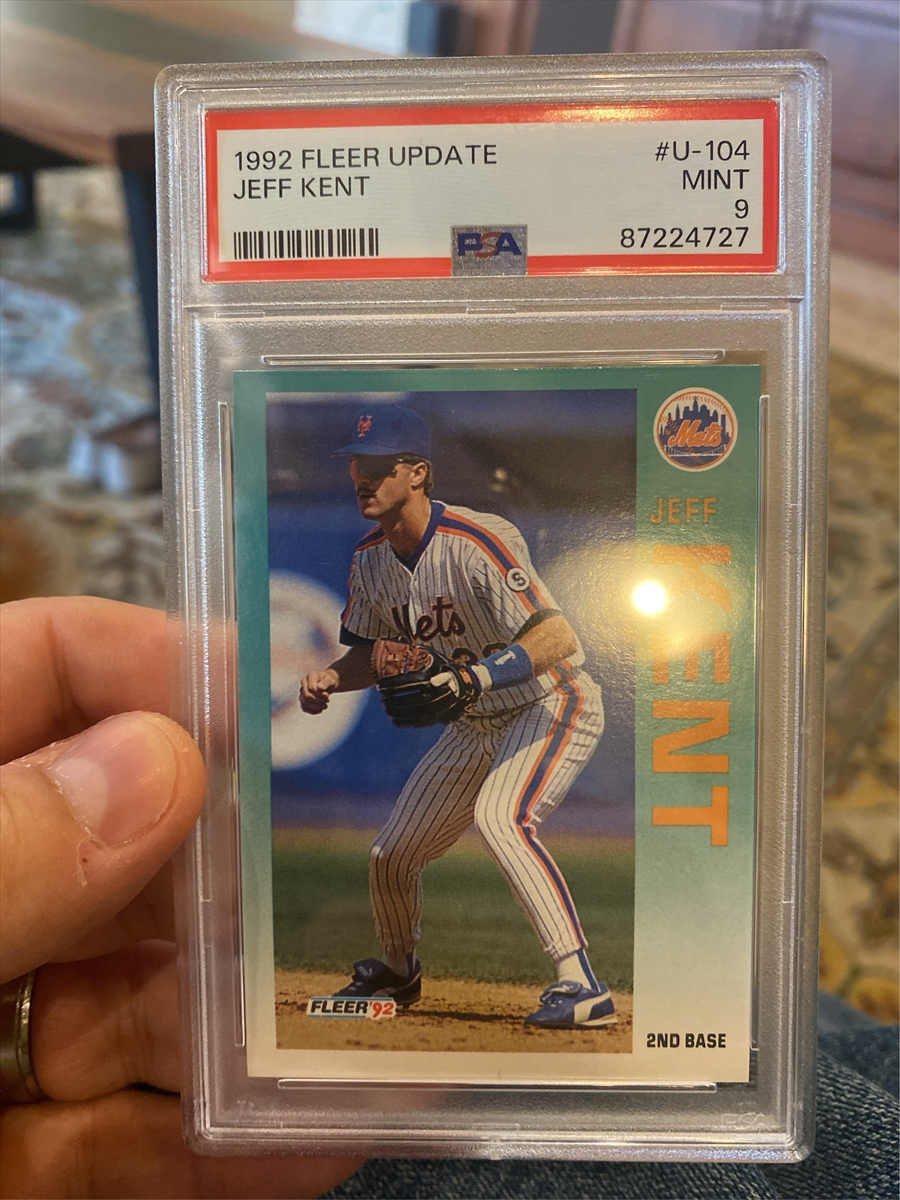 1992 FLEER UPDATE #U-104
JEFF KENT MINT
9
PSA 87224727
Mets
JEFF
KENT
S
Mets
FLEER '92
2ND BASE